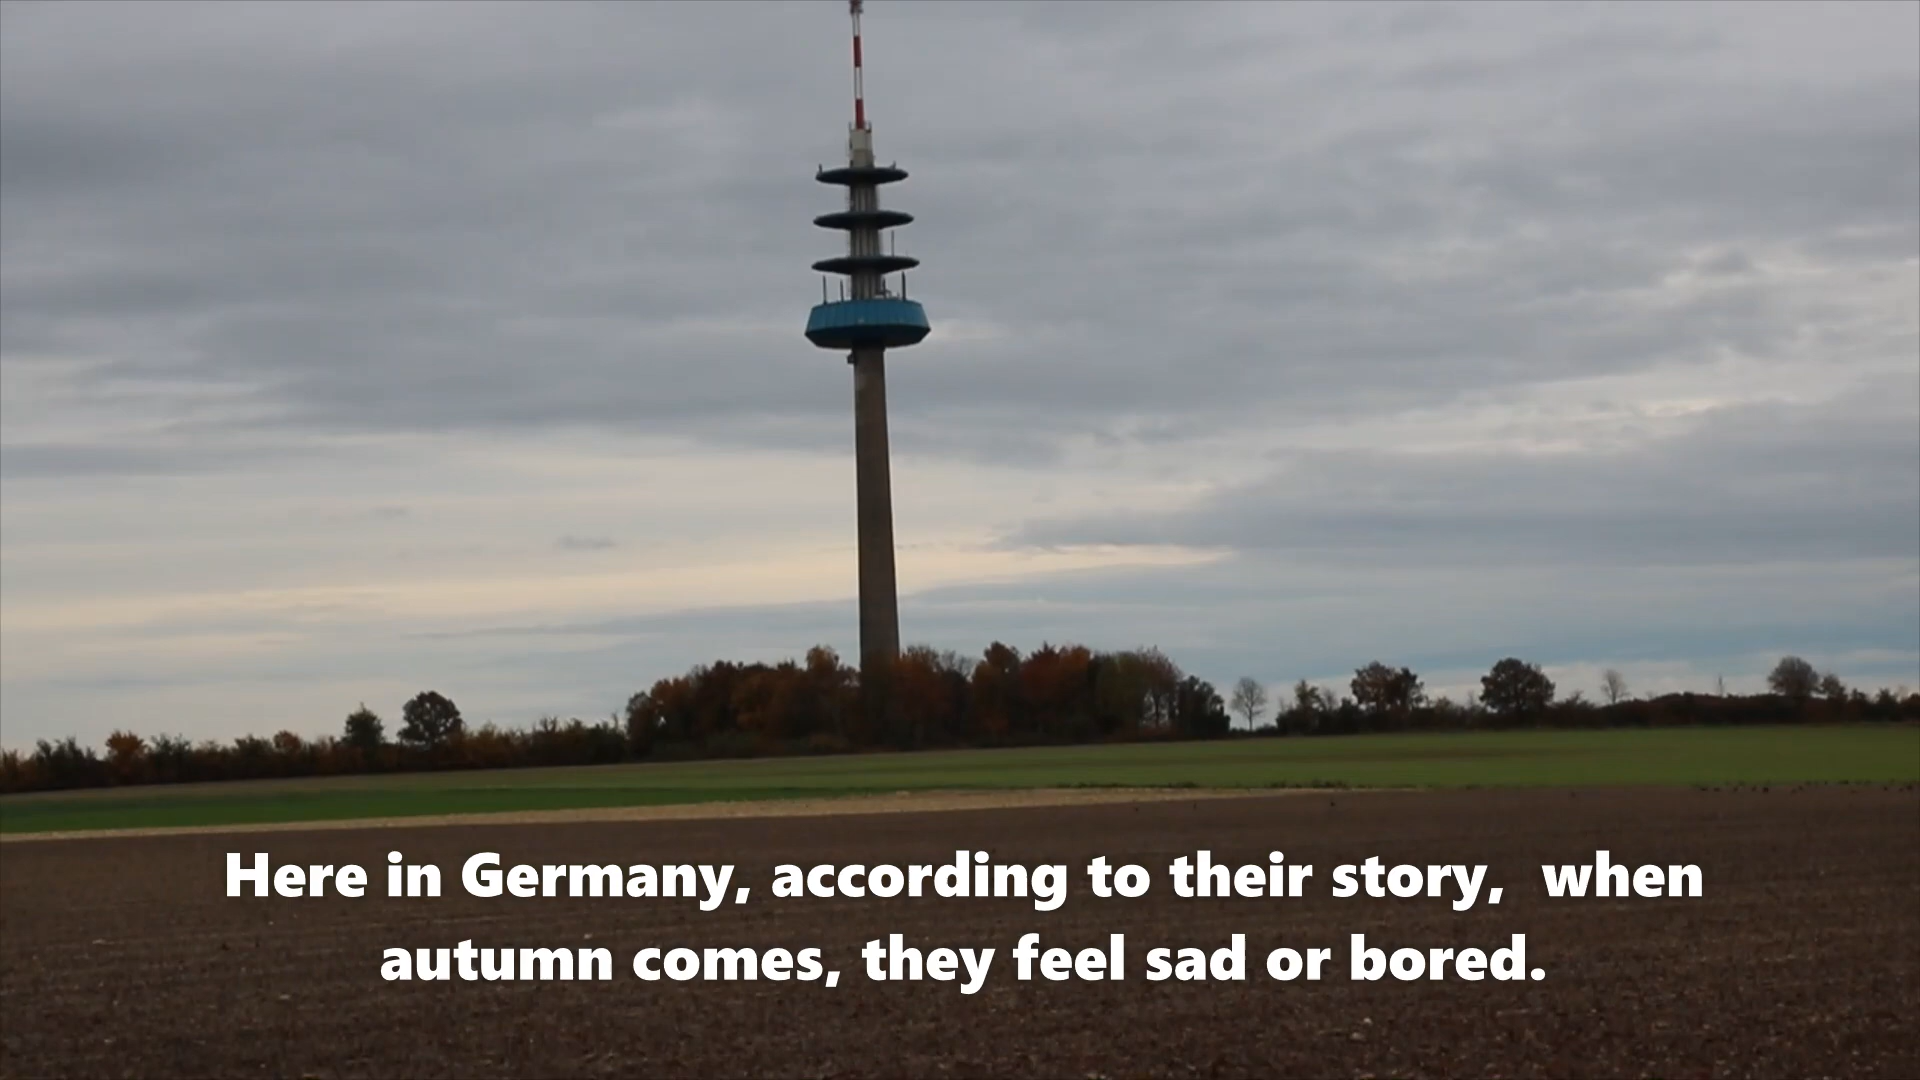 Here in Germany, according to their story,  when
autumn comes, they feel sad or bored.